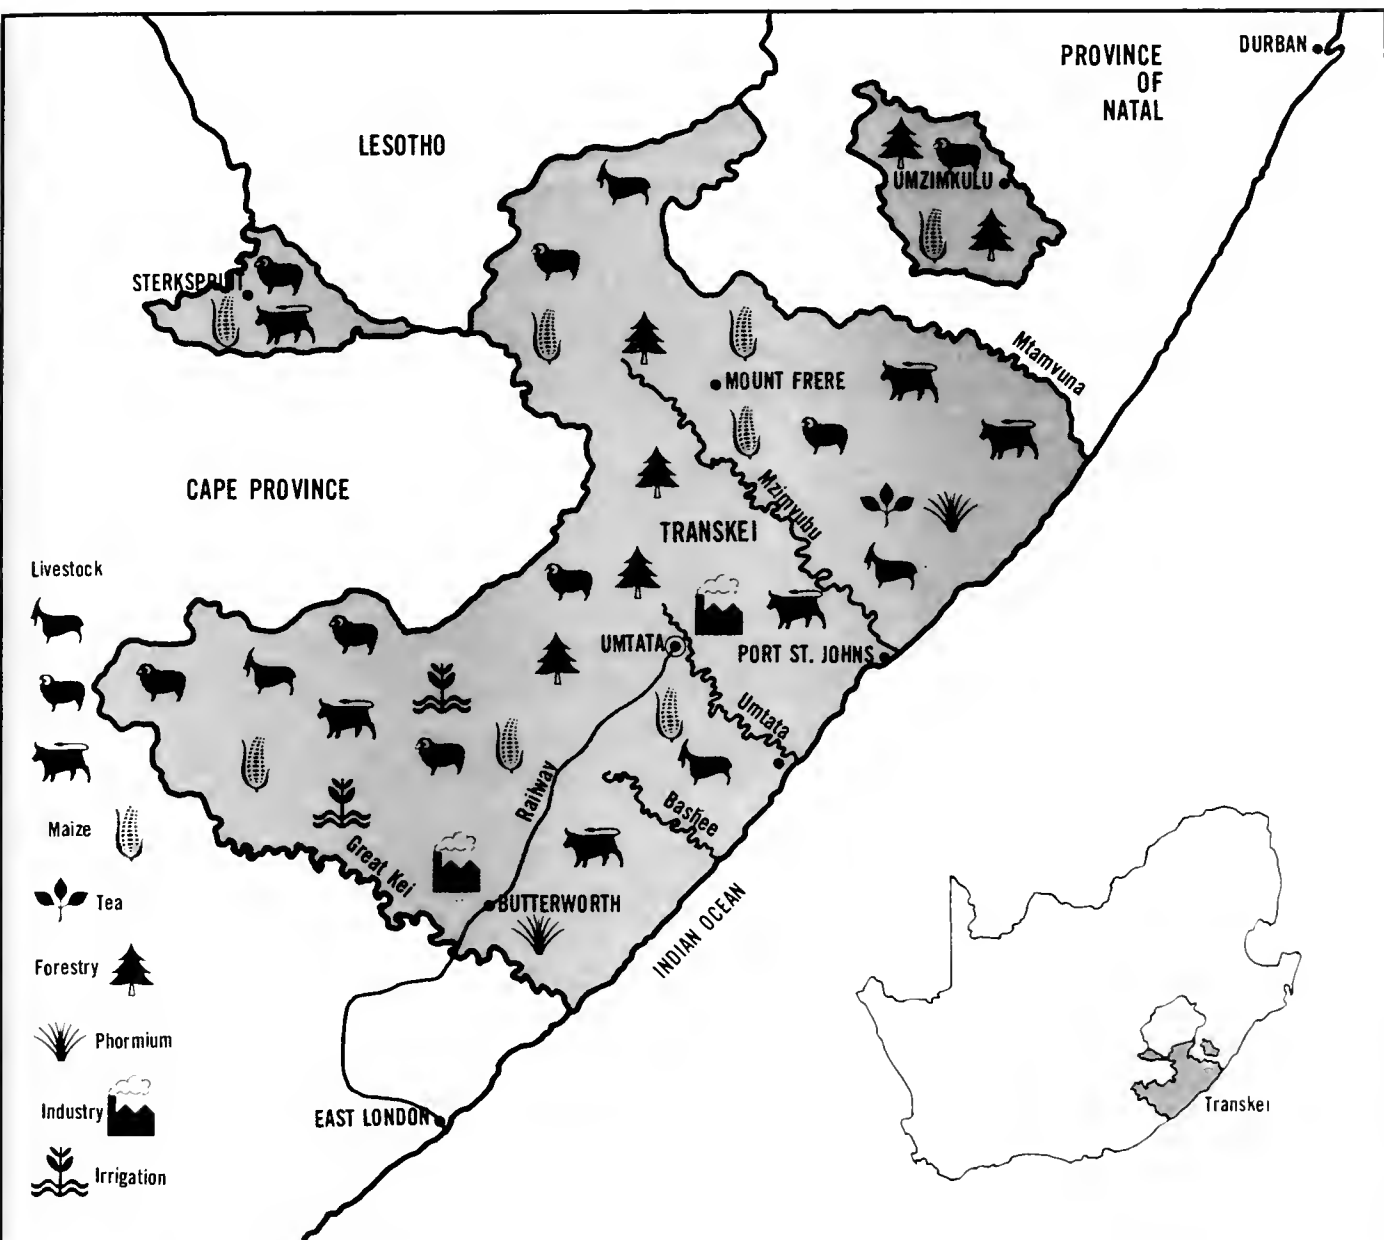 DURBAN
PROVINCE
OF
NATAL
LESOTHO
UMZIMKULU
STERKSPRUIT
Mtamvuna
MOUNT FRERE
CAPE PROVINCE
Mzimvubu
TRANSKEI
Livestock
UMTATA
PORT ST. JOHNS
Umtata
Railway
Bashee
Maize
Great Kei
Tea
BUTTERWORTH
INDIAN OCEAN
Forestry
Phormium
Industry
EAST LONDON
Transkei
Irrigation